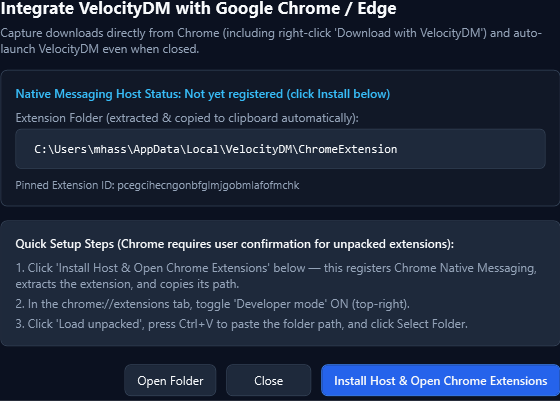 Integrate VelocityDM with Google Chrome / Edge
Capture downloads directly from Chrome (including right-click 'Download with VelocityDM') and auto-
launch VelocityDM even when closed.
Native Messaging Host Status: Not yet registered (click Install below)
Extension Folder (extracted & copied to clipboard automatically):
C:\Users\mhass\AppData\Local\VelocityDM\ChromeExtension
Pinned Extension ID: pcegcihecngonbfglmjgobmlafofmchk
Quick Setup Steps (Chrome requires user confirmation for unpacked extensions):
1. Click 'Install Host & Open Chrome Extensions' below — this registers Chrome Native Messaging,
extracts the extension, and copies its path.
2. In the chrome://extensions tab, toggle 'Developer mode' ON (top-right).
3. Click 'Load unpacked', press Ctrl+V to paste the folder path, and click Select Folder.
Open Folder
Close
Install Host & Open Chrome Extensions